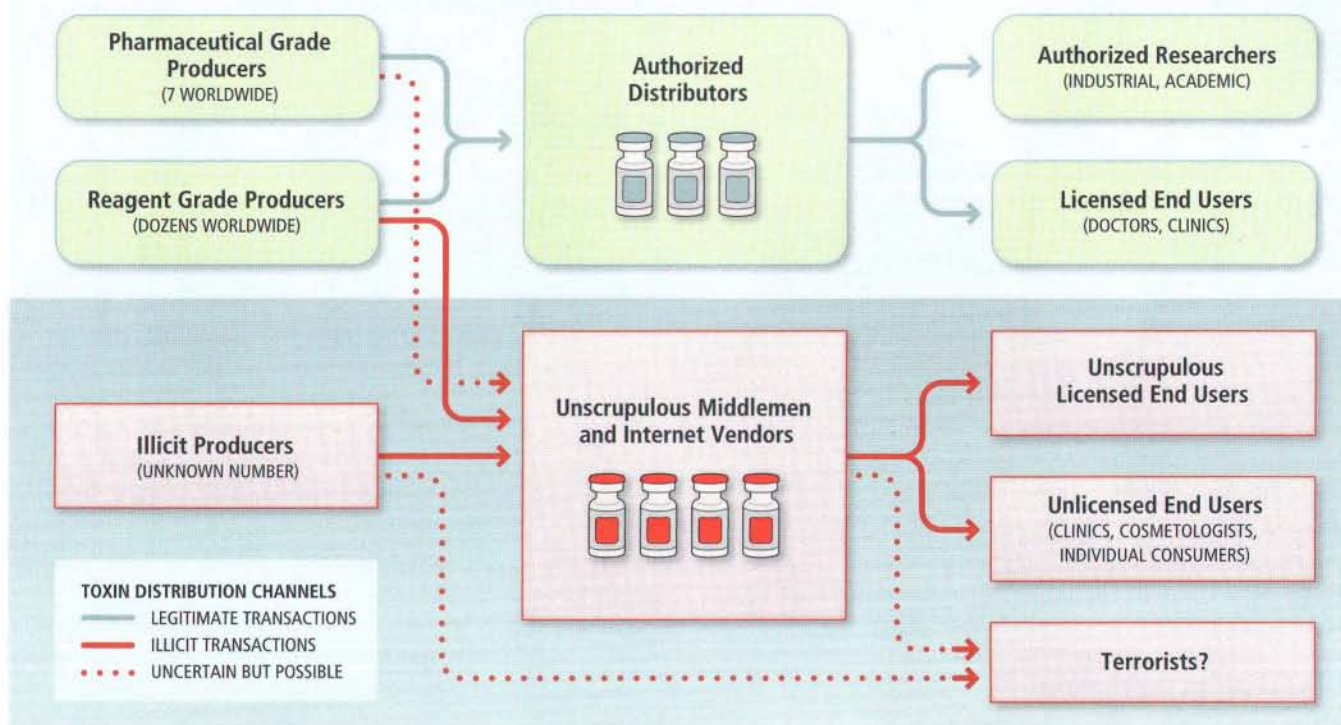 Pharmaceutical Grade
Producers
(7 WORLDWIDE)
Reagent Grade Producers
(DOZENS WORLDWIDE)
Authorized
Distributors
Authorized Researchers
(INDUSTRIAL, ACADEMIC)
Licensed End Users
(DOCTORS, CLINICS)
Illicit Producers
(UNKNOWN NUMBER)
Unscrupulous Middlemen
and Internet Vendors
Unscrupulous
Licensed End Users
Unlicensed End Users
(CLINICS, COSMETOLOGISTS,
INDIVIDUAL CONSUMERS)
Terrorists?
TOXIN DISTRIBUTION CHANNELS
LEGITIMATE TRANSACTIONS
ILLICIT TRANSACTIONS
UNCERTAIN BUT POSSIBLE